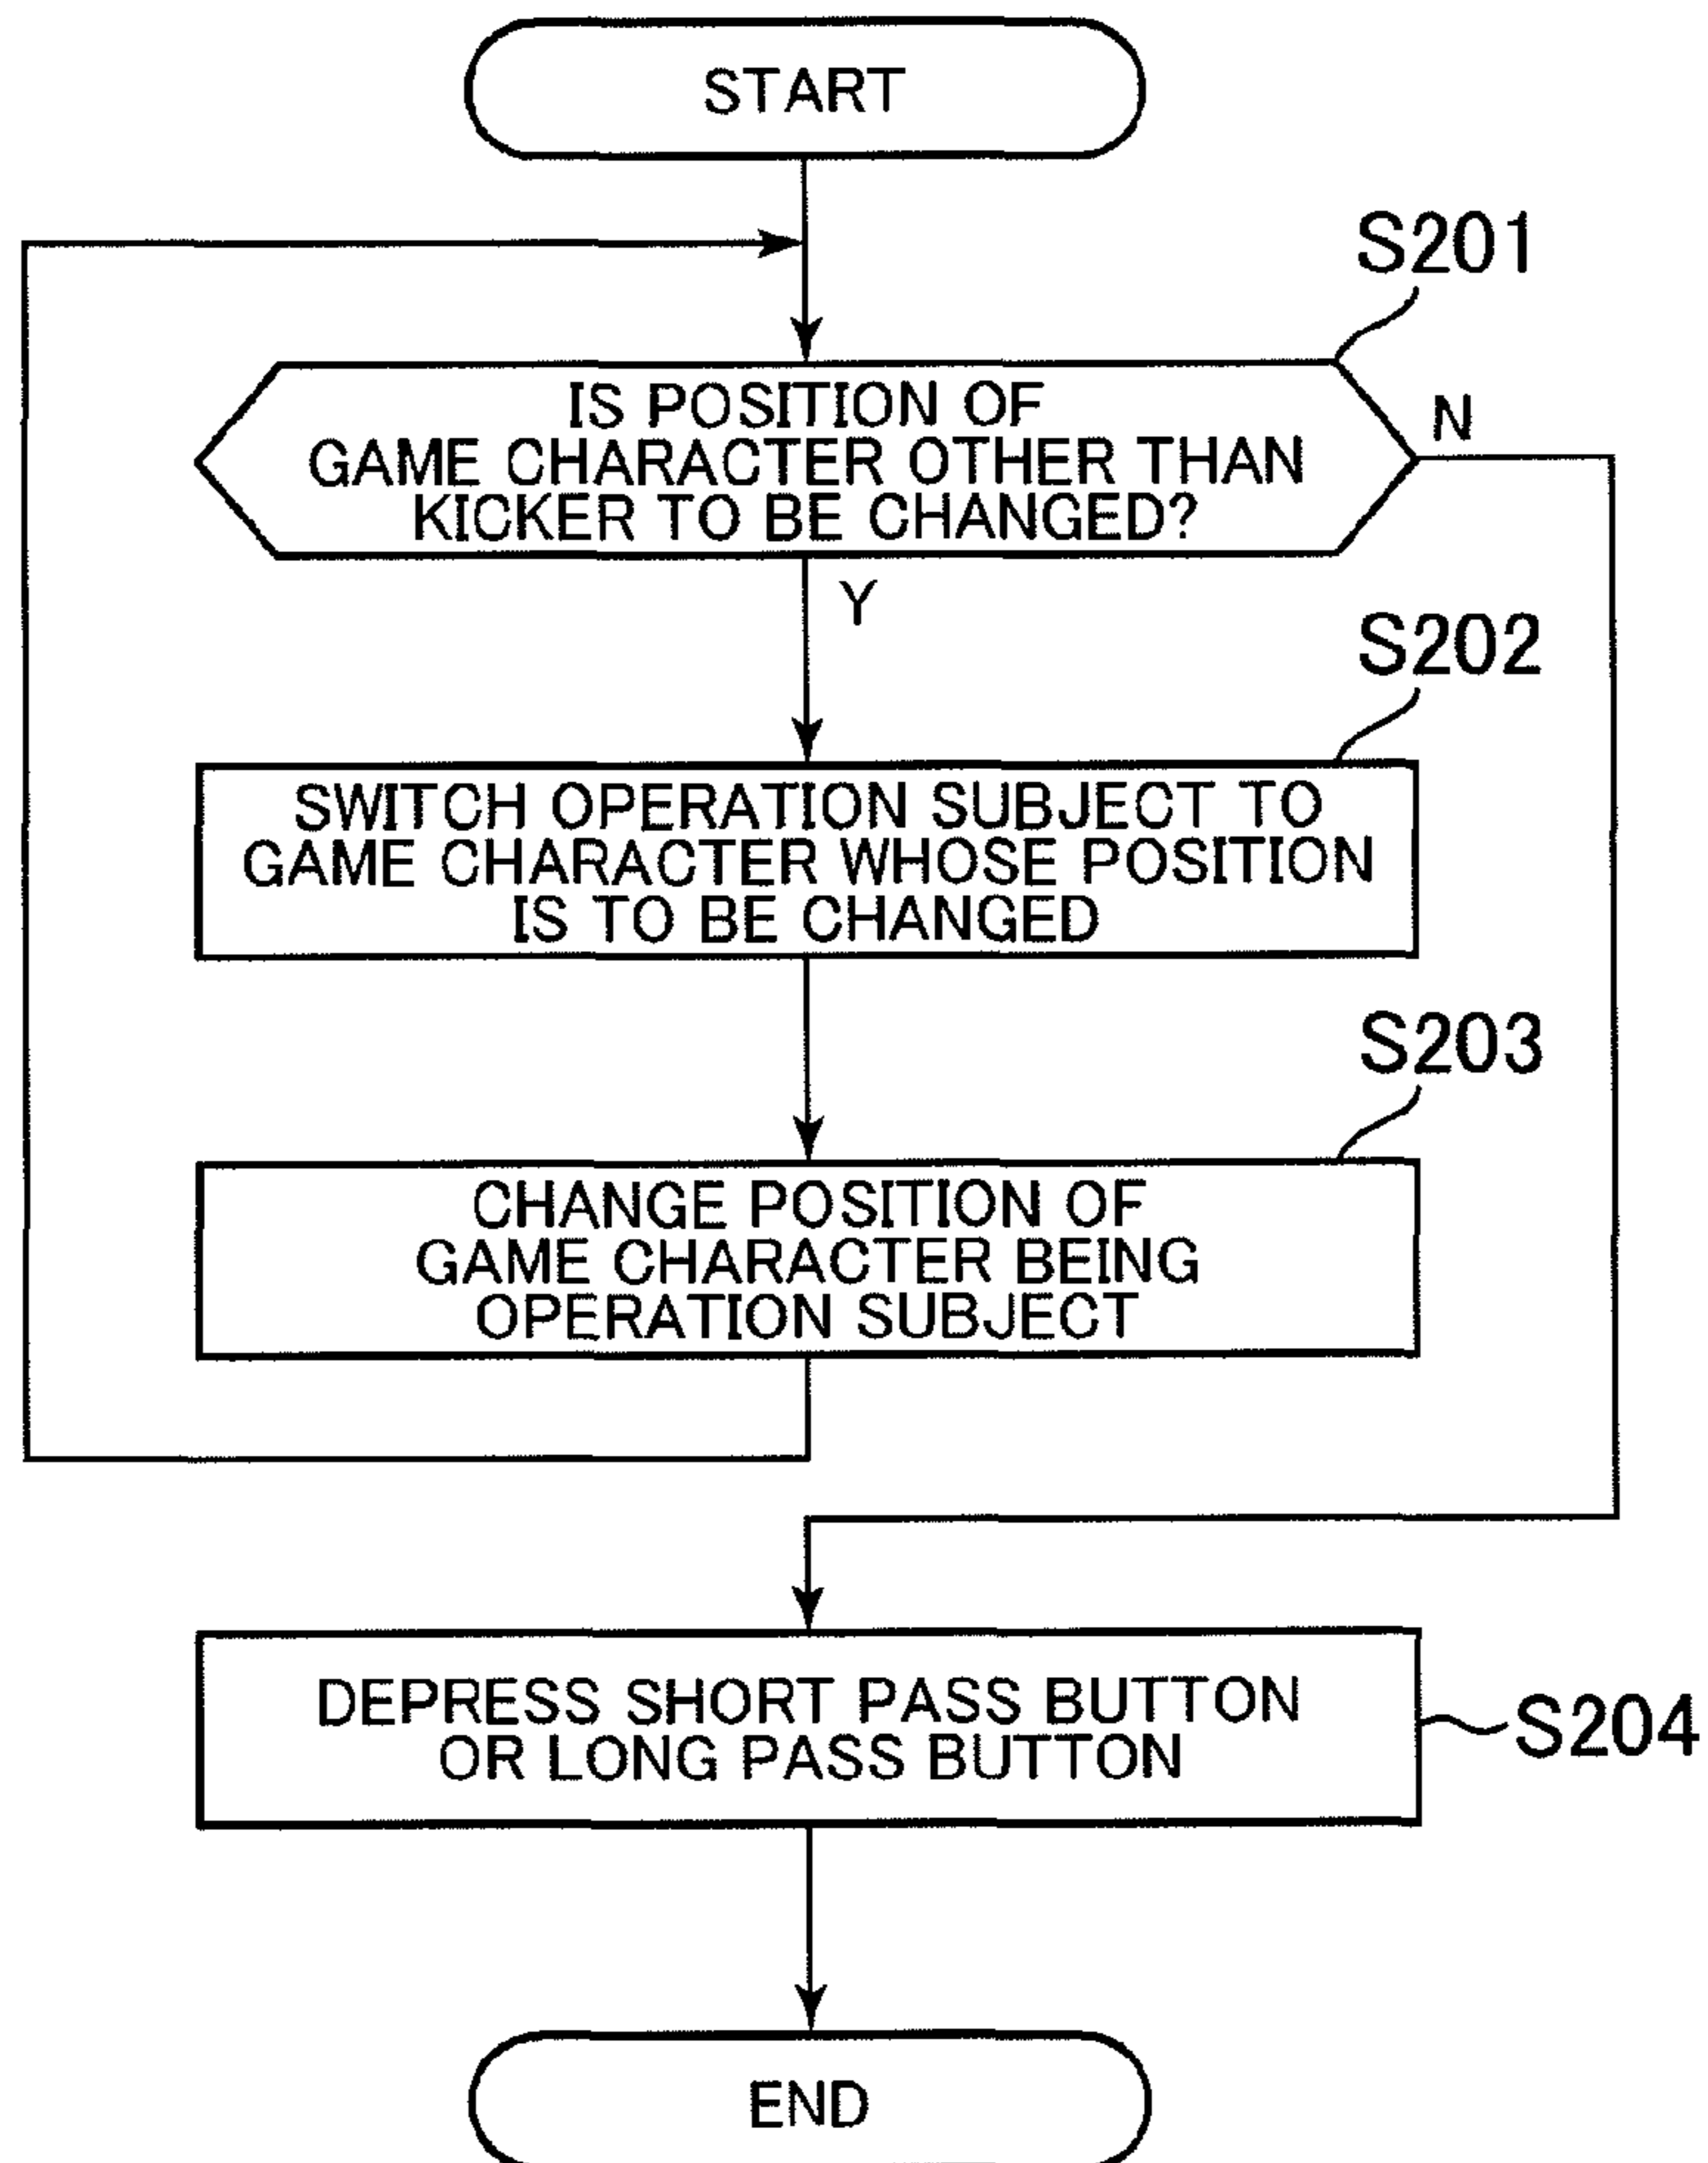 START
S201
IS POSITION OF
GAME CHARACTER OTHER THAN
KICKER TO BE CHANGED?
N
Y
S202
SWITCH OPERATION SUBJECT TO
GAME CHARACTER WHOSE POSITION
IS TO BE CHANGED
S203
CHANGE POSITION OF
GAME CHARACTER BEING
OPERATION SUBJECT
DEPRESS SHORT PASS BUTTON
OR LONG PASS BUTTON
S204
END